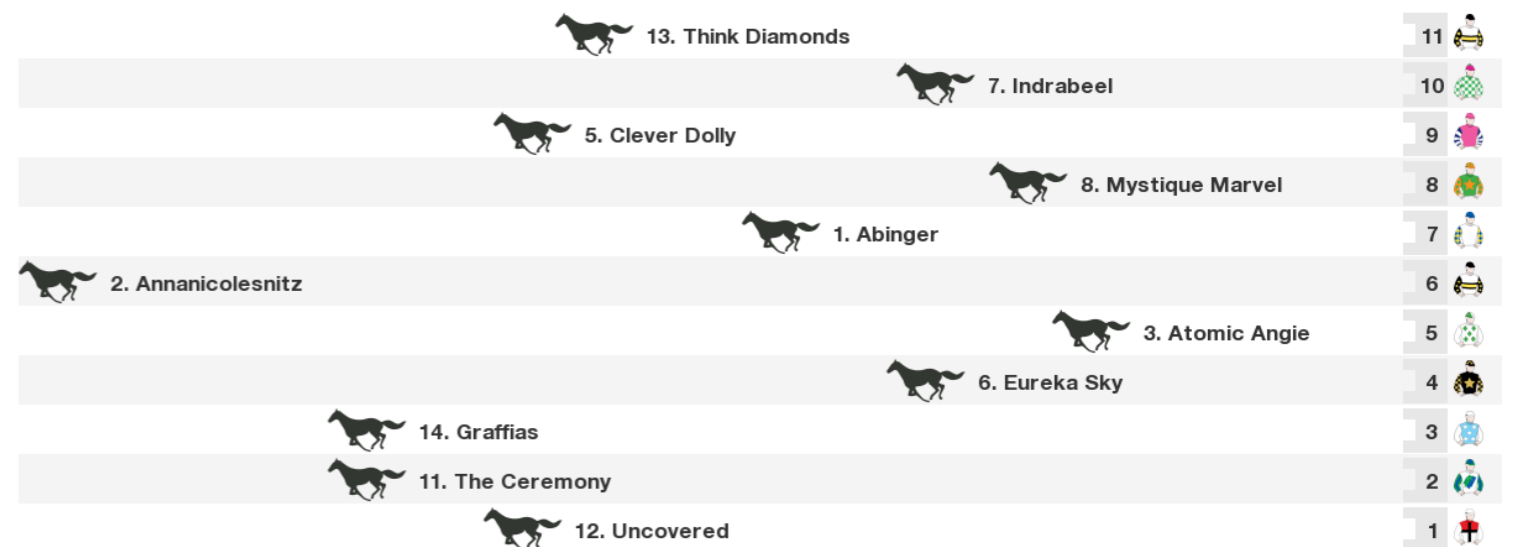 13. Think Diamonds 11
7. Indrabeel 10
5. Clever Dolly 9
8. Mystique Marvel 8
1. Abinger 7
2. Annanicolesnitz 6
3. Atomic Angie 5
6. Eureka Sky 4
14. Graffias 3
11. The Ceremony 2
12. Uncovered 1